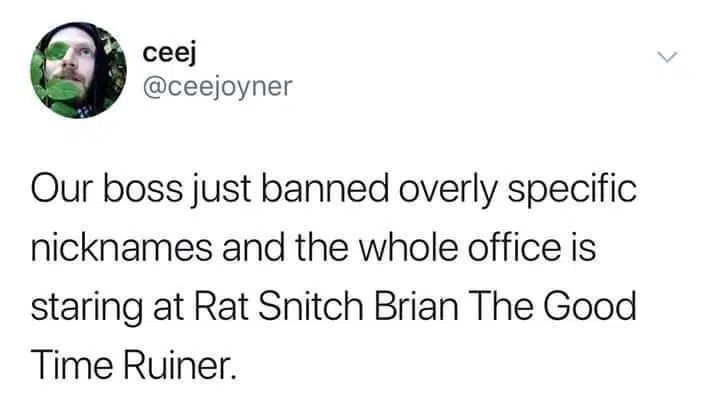 ceej
@ceejoyner
Our boss just banned overly specific
nicknames and the whole office is
staring at Rat Snitch Brian The Good
Time Ruiner.